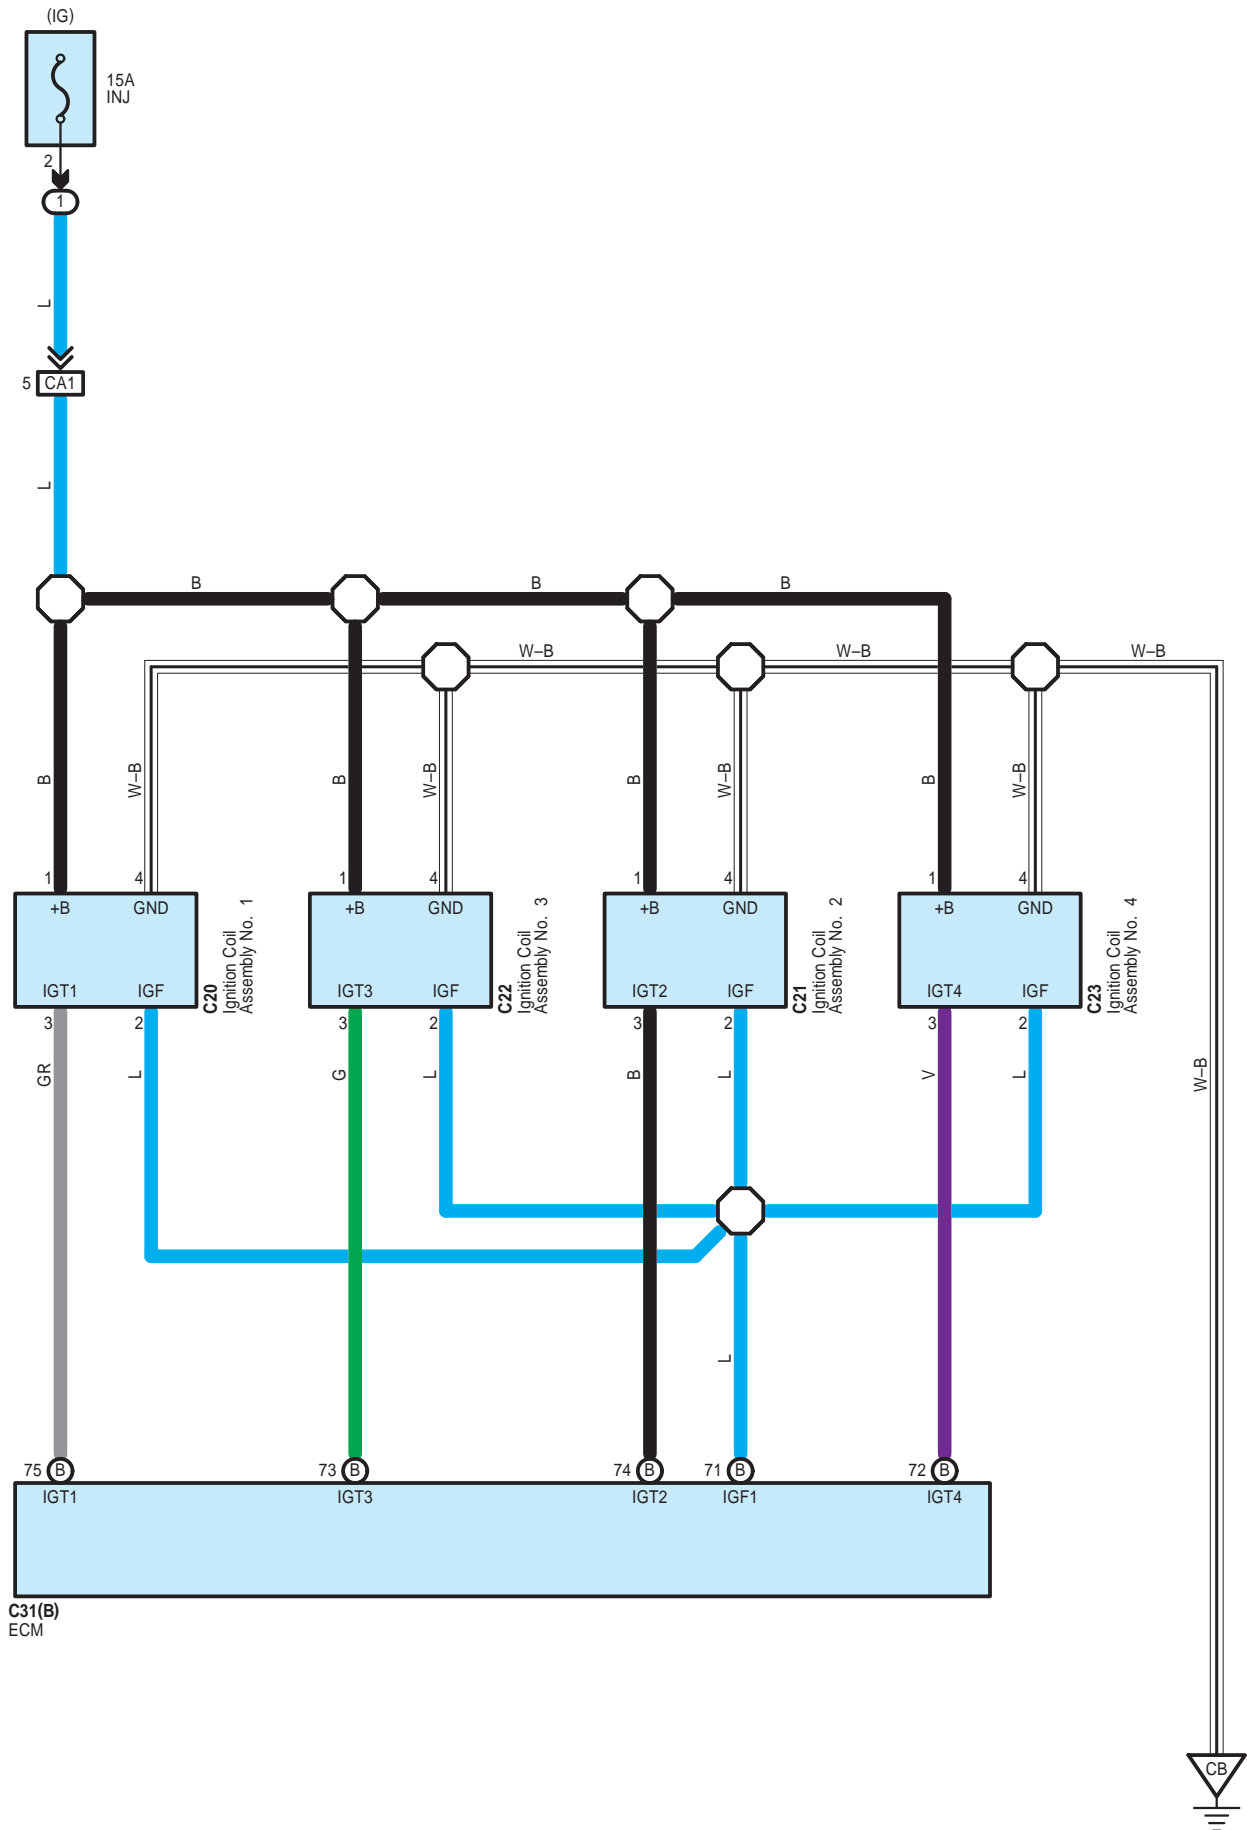 (IG)
15A
INJ
2
1
L
5 CA1
L
B B B
W–B W–B W–B
B W–B B W–B B W–B B W–B
1 4 1 4 1 4 1 4
+B GND +B GND +B GND +B GND
IGT1 IGF IGT3 IGF IGT2 IGF IGT4 IGF
C20
Ignition Coil
Assembly No. 1
C22
Ignition Coil
Assembly No. 3
C21
Ignition Coil
Assembly No. 2
C23
Ignition Coil
Assembly No. 4
3 2 3 2 3 2 3 2
GR L G L B L V L
W–B
L
75 B 73 B 74 B 71 B 72 B
IGT1 IGT3 IGT2 IGF1 IGT4
C31(B)
ECM
CB